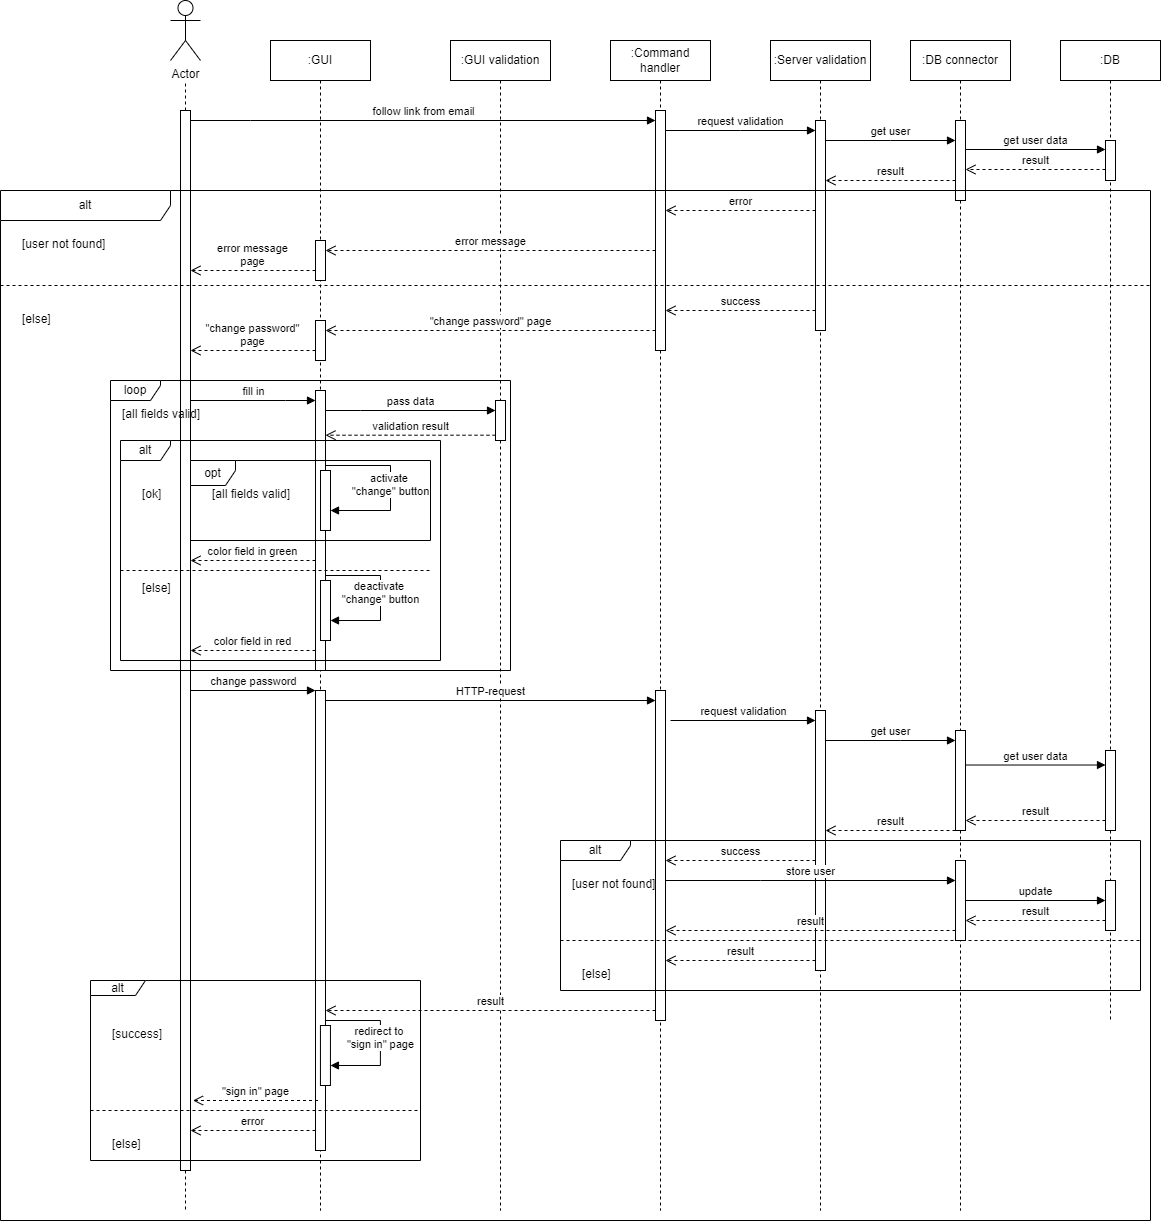 Actor
:GUI
:GUI validation
:Command
handler
:Server validation
:DB connector
:DB
follow link from email
request validation
get user
get user data
result
result
alt
error
[user not found]
error message
error message
page
success
[else]
"change password" page
"change password"
page
loop
fill in
[all fields valid]
pass data
validation result
alt
opt
[ok]
[all fields valid]
activate
"change" button
color field in green
[else]
deactivate
"change" button
color field in red
change password
HTTP-request
request validation
get user
get user data
result
result
alt
success
[user not found]
store user
update
result
result
result
[else]
alt
result
[success]
redirect to
"sign in" page
"sign in" page
error
[else]